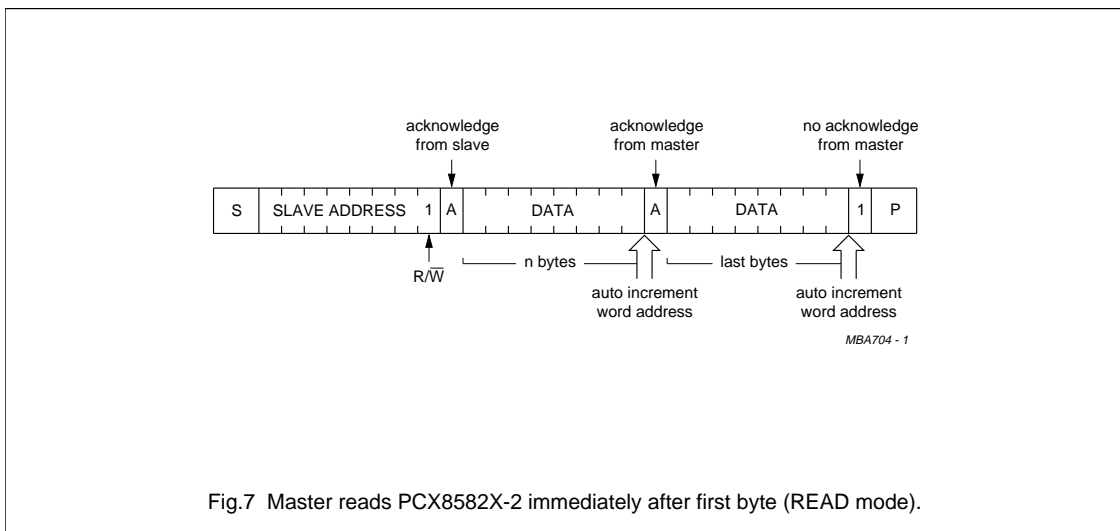 acknowledge
from slave
acknowledge
from master
no acknowledge
from master
S SLAVE ADDRESS 1 A DATA A DATA 1 P
R/W̅
n bytes
last bytes
auto increment
word address
auto increment
word address
MBA704 - 1
Fig.7 Master reads PCX8582X-2 immediately after first byte (READ mode).